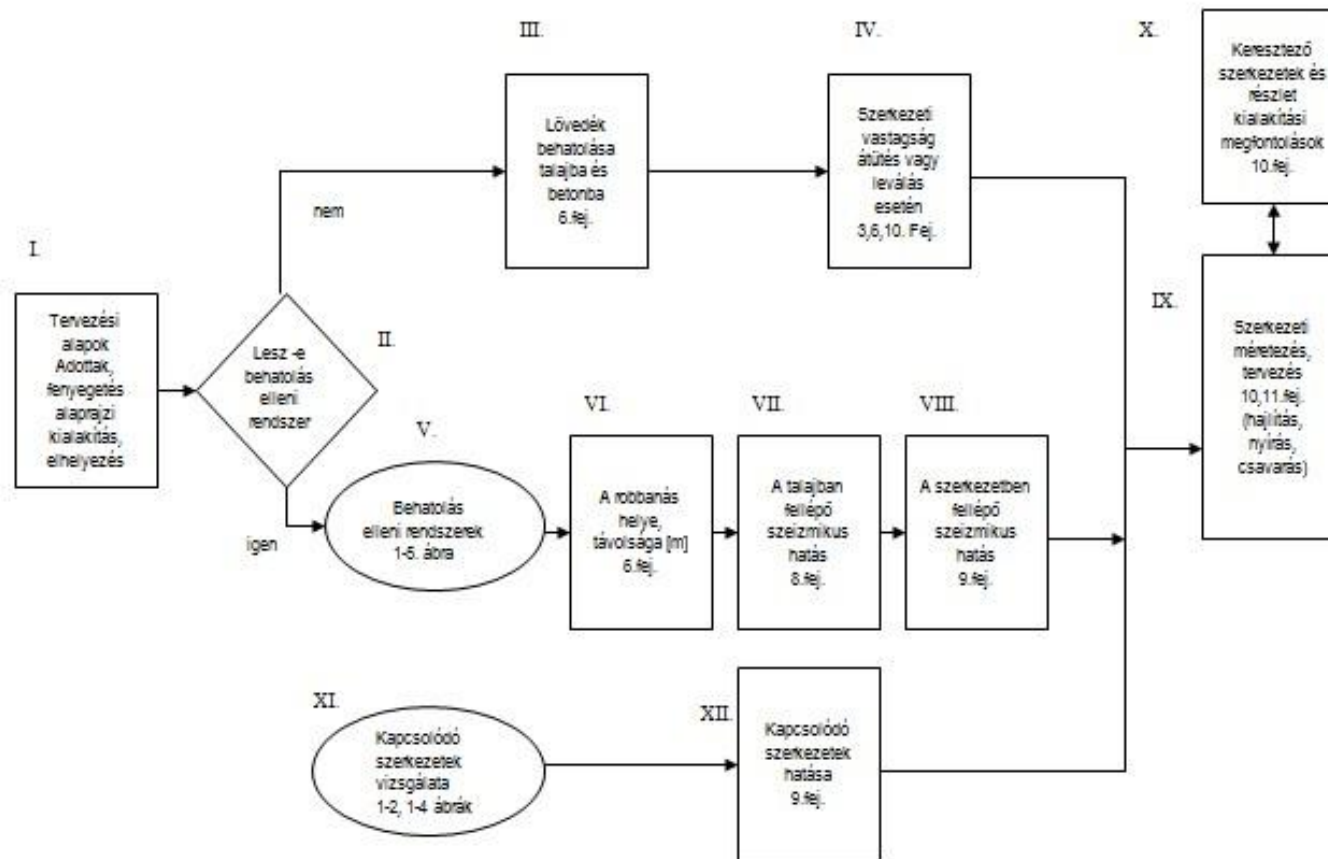 III.
Lövedék
behatolása
talajba és
betonba
6.fej.
IV.
Szerkezeti
vastagság
átütés vagy
leválás
esetén
3,6,10. Fej.
X.
Keresztező
szerkezetek és
részlet
kialakítási
megfontolások
10.fej.
nem
I.
Tervezési
alapok
Adottak,
fenyegetés
alaprajzi
kialakítás,
elhelyezés
II.
Lesz -e
behatolás
elleni
rendszer
igen
V.
Behatolás
elleni rendszerek
1-5. ábra
VI.
A robbanás
helye,
távolsága [m]
6.fej.
VII.
A talajban
fellépő
szeizmikus
hatás
8.fej.
VIII.
A szerkezetben
fellépő
szeizmikus
hatás
9.fej.
IX.
Szerkezeti
méretezés,
tervezés
10,11.fej.
(hajlítás,
nyírás,
csavarás)
XI.
Kapcsolódó
szerkezetek
vizsgálata
1-2, 1-4 ábrák
XII.
Kapcsolódó
szerkezetek
hatása
9.fej.